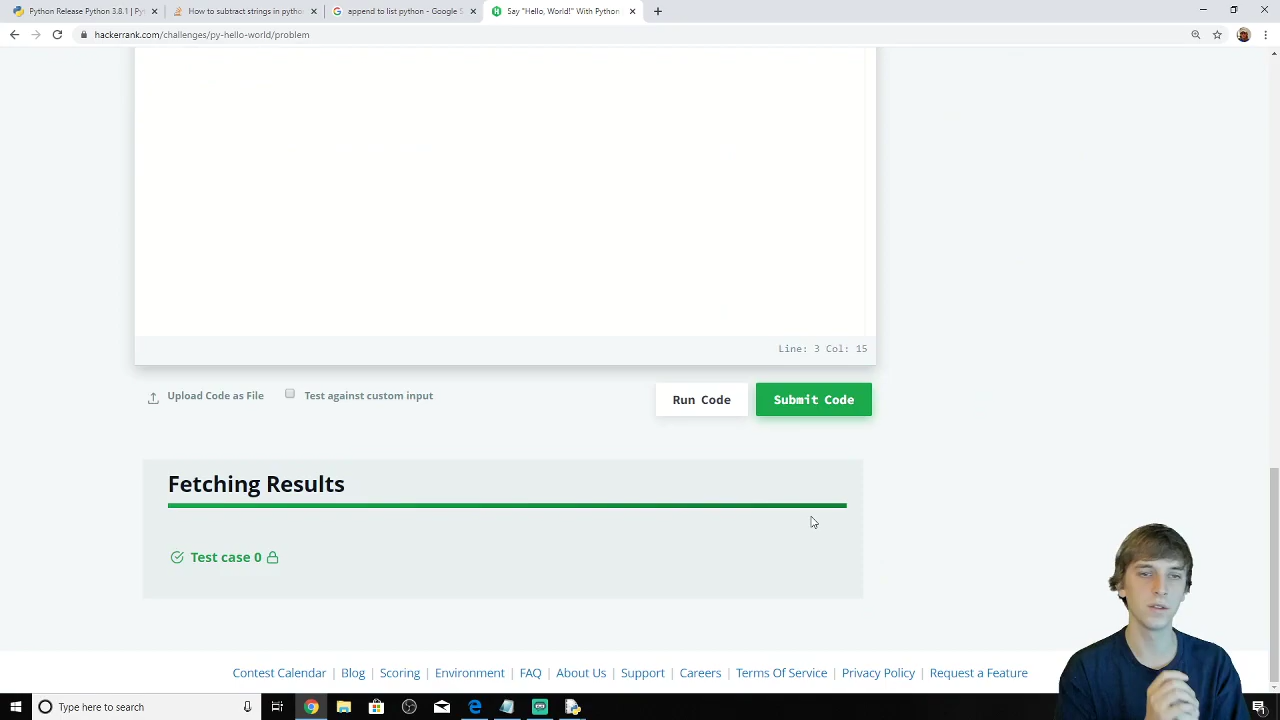 Python Release Python 3.8.1 | Py
How to subtract strings in pytho
append to list python - Google S
Say "Hello, World!" With Python
hackerrank.com/challenges/py-hello-world/problem
Line: 3 Col: 15
Upload Code as File
Test against custom input
Run Code
Submit Code
Fetching Results
Test case 0
Contest Calendar | Blog | Scoring | Environment | FAQ | About Us | Support | Careers | Terms Of Service | Privacy Policy | Request a Feature
Type here to search